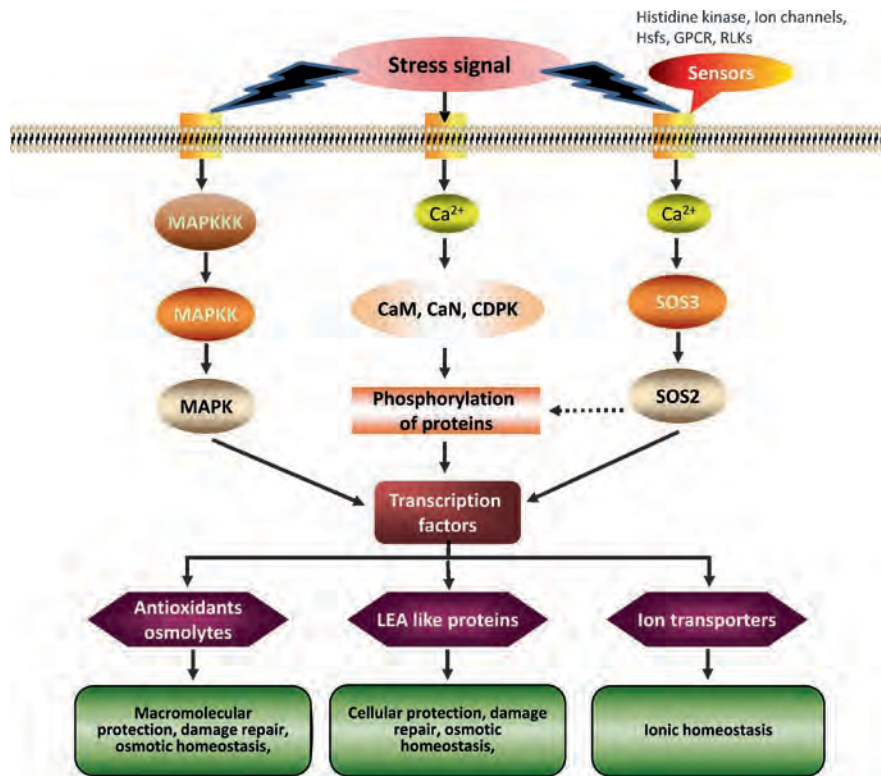 Histidine kinase, Ion channels,
Hsfs, GPCR, RLKs
Stress signal
Sensors
MAPKKK
Ca²⁺
Ca²⁺
MAPKK
CaM, CaN, CDPK
SOS3
MAPK
Phosphorylation
of proteins
SOS2
Transcription
factors
Antioxidants
osmolytes
LEA like proteins
Ion transporters
Macromolecular
protection, damage repair,
osmotic homeostasis,
Cellular protection, damage
repair, osmotic
homeostasis,
Ionic homeostasis